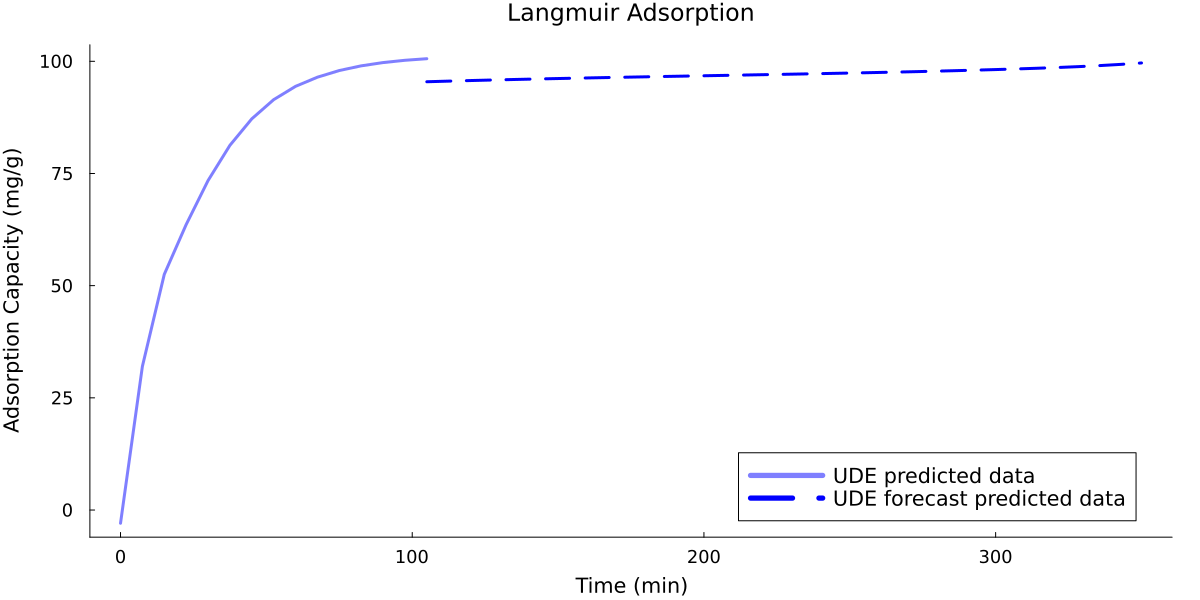 Langmuir Adsorption
Adsorption Capacity (mg/g)
100
75
50
25
0
0 100 200 300
Time (min)
UDE predicted data
UDE forecast predicted data